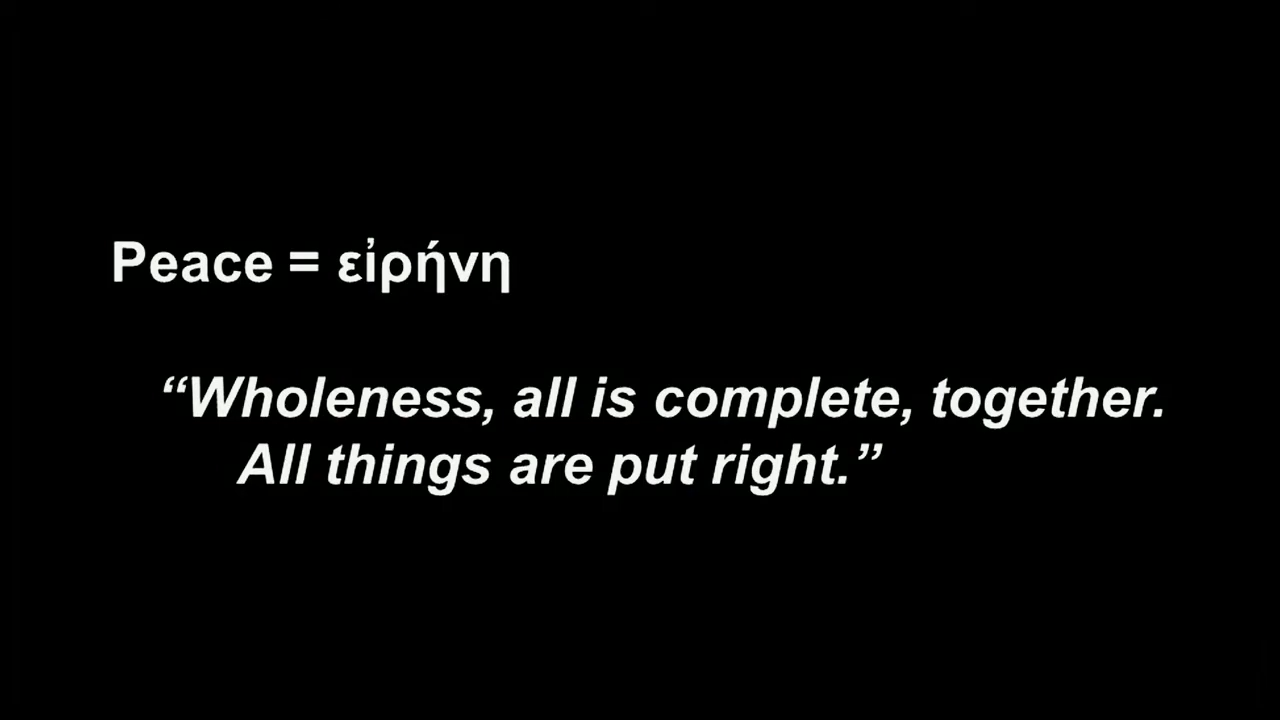 Peace = εἰρήνη
“Wholeness, all is complete, together.
All things are put right.”